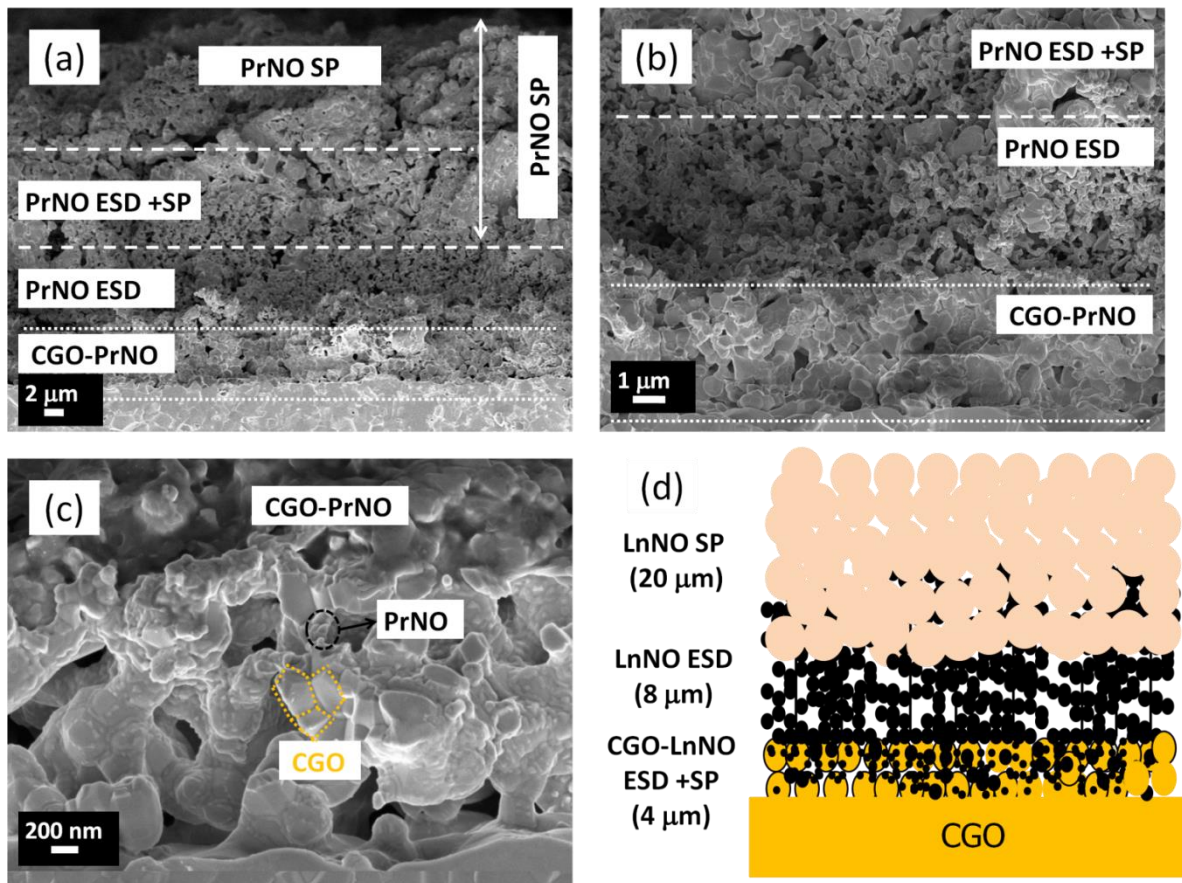 (a)
PrNO SP
PrNO SP
PrNO ESD +SP
PrNO ESD
CGO-PrNO
2 μm
(b)
PrNO ESD +SP
PrNO ESD
CGO-PrNO
1 μm
(c)
CGO-PrNO
PrNO
CGO
200 nm
(d)
LnNO SP
(20 μm)
LnNO ESD
(8 μm)
CGO-LnNO
ESD +SP
(4 μm)
CGO